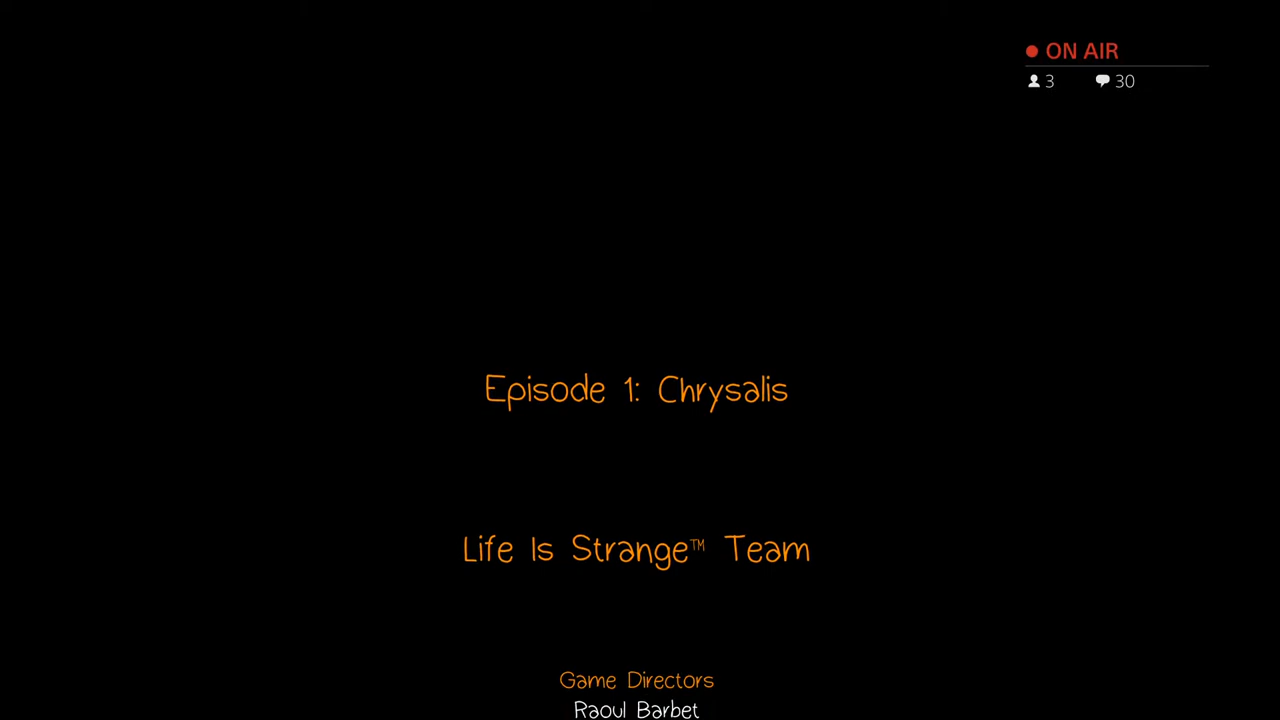 ON AIR
3 30
Episode 1: Chrysalis
Life Is Strange™ Team
Game Directors
Raoul Barbet